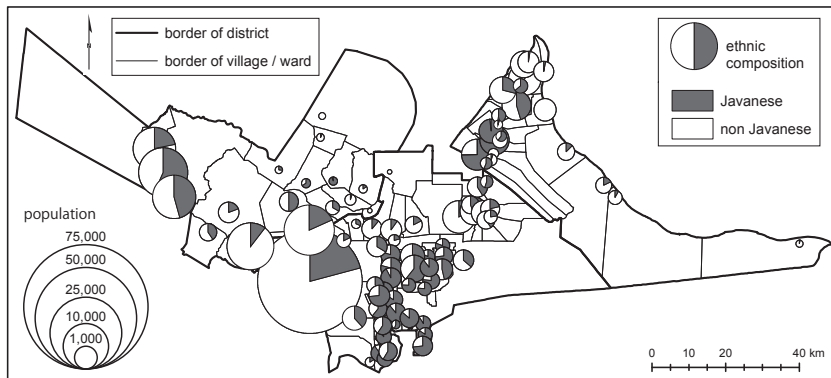 border of district
border of village / ward
ethnic
composition
Javanese
non Javanese
population
75,000
50,000
25,000
10,000
1,000
0 10 20 40 km